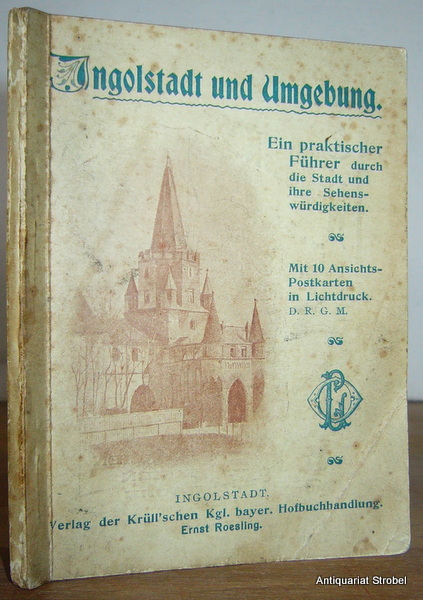 Ingolstadt und Umgebung.
Ein praktischer
Führer durch
die Stadt und
ihre Sehens-
würdigkeiten.
Mit 10 Ansichts-
Postkarten
in Lichtdruck.
D. R. G. M.
INGOLSTADT.
Verlag der Krüll'schen Kgl. bayer. Hofbuchhandlung.
Ernst Roesling.
Antiquariat Strobel